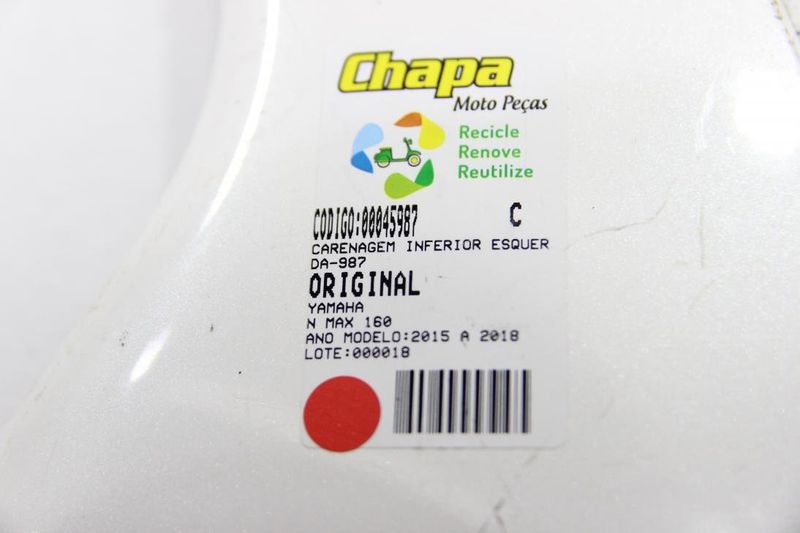 Chapa
Moto Peças
Recicle
Renove
Reutilize
CODIGO:00045987 C
CARENAGEM INFERIOR ESQUER
DA-987
ORIGINAL
YAMAHA
N MAX 160
ANO MODELO:2015 A 2018
LOTE:000018